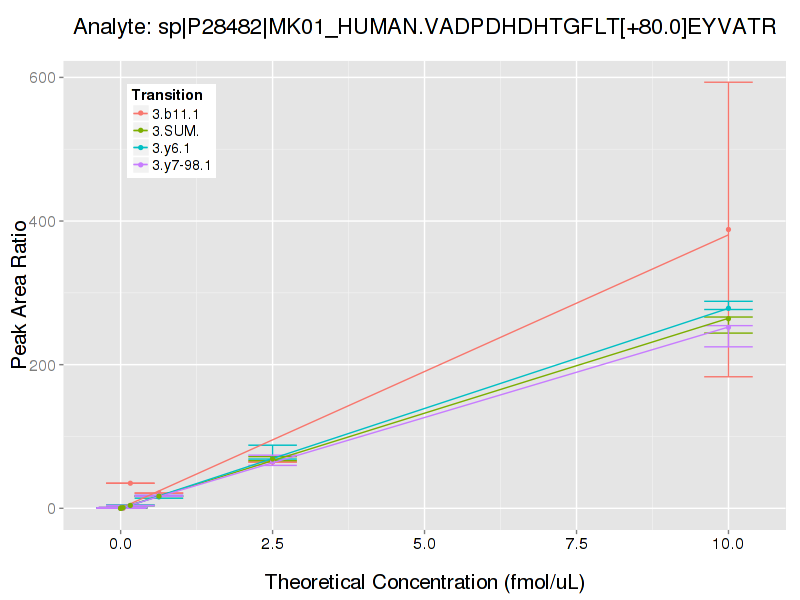 Analyte: sp|P28482|MK01_HUMAN.VADPDHDHTGFLT[+80.0]EYVATR
600
400
200
0
Peak Area Ratio
Transition
3.b11.1
3.SUM.
3.y6.1
3.y7-98.1
0.0 2.5 5.0 7.5 10.0
Theoretical Concentration (fmol/uL)